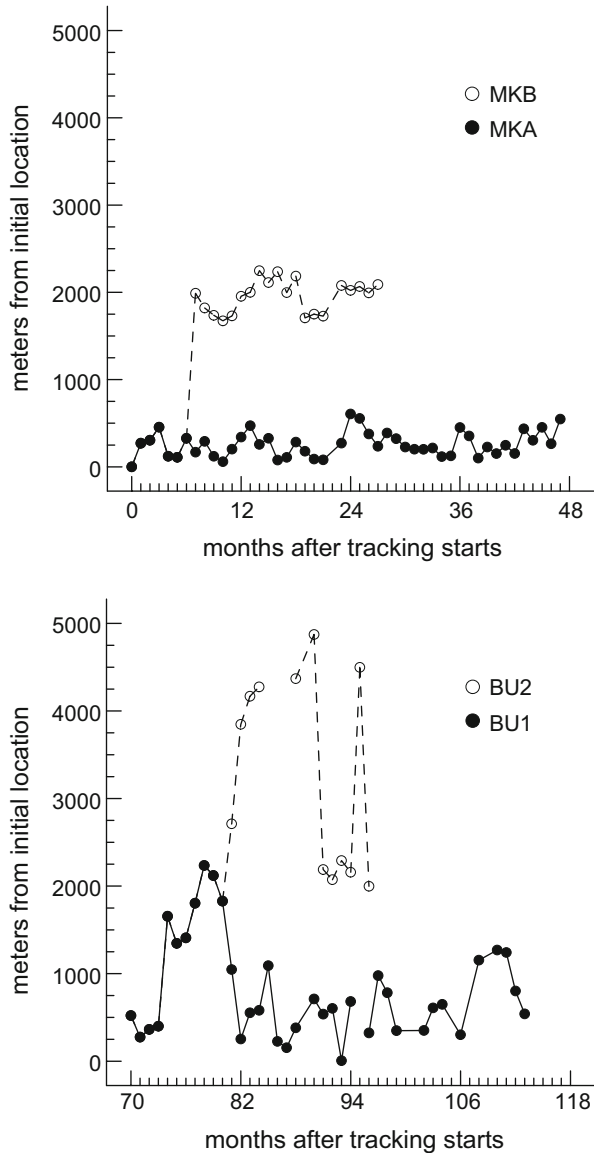 5000
4000
3000
2000
1000
0
meters from initial location
MKB
MKA
0 12 24 36 48
months after tracking starts
5000
4000
3000
2000
1000
0
meters from initial location
BU2
BU1
70 82 94 106 118
months after tracking starts